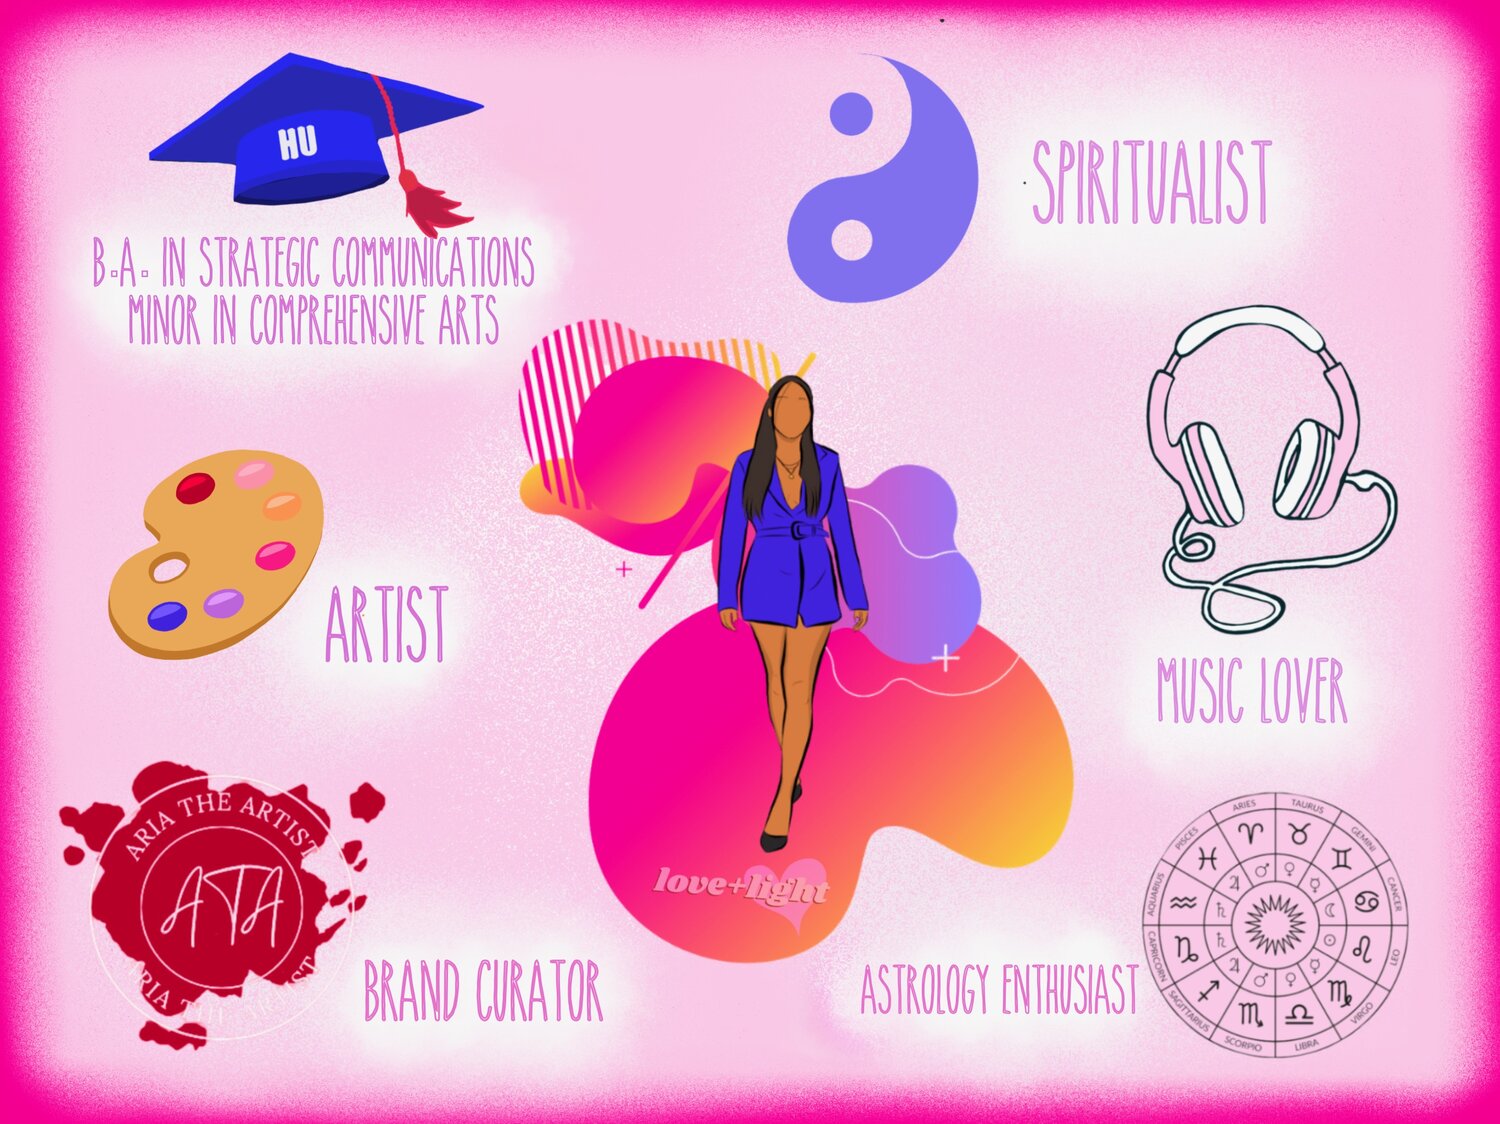 HU
B.A. IN STRATEGIC COMMUNICATIONS
MINOR IN COMPREHENSIVE ARTS
SPIRITUALIST
ARTIST
MUSIC LOVER
ARIA THE ARTIST
ATA
ARIA THE ARTIST
BRAND CURATOR
love+light
ASTROLOGY ENTHUSIAST
ARIES
TAURUS
GEMINI
CANCER
LEO
VIRGO
LIBRA
SCORPIO
SAGITTARIUS
CAPRICORN
AQUARIUS
PISCES